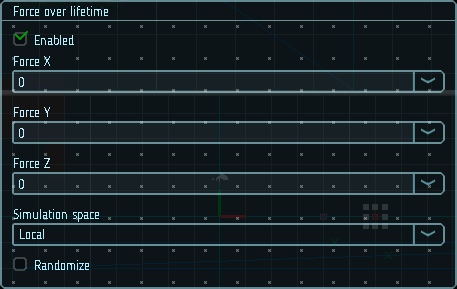 Force over lifetime
Enabled
Force X
0
Force Y
0
Force Z
0
Simulation space
Local
Randomize